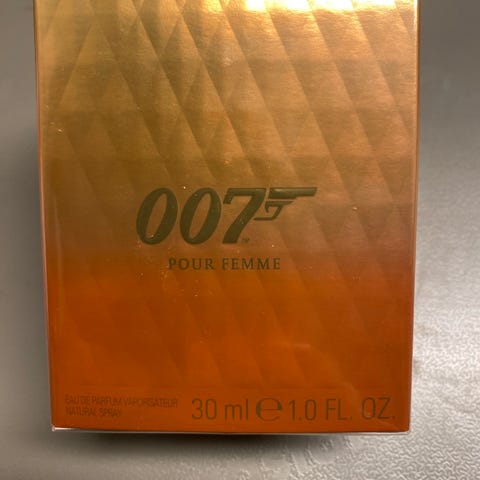 007
POUR FEMME
EAU DE PARFUM VAPORISATEUR
NATURAL SPRAY
30 ml ℮ 1.0 FL. OZ.